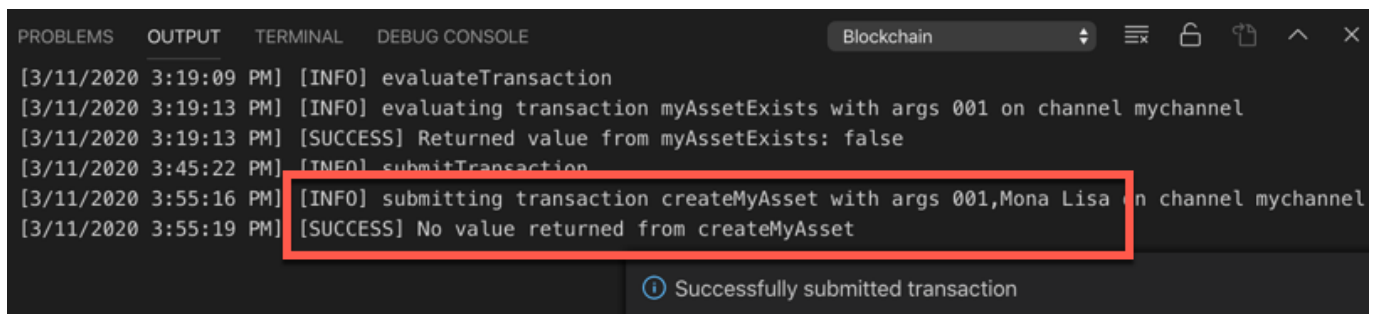 PROBLEMS OUTPUT TERMINAL DEBUG CONSOLE Blockchain
[3/11/2020 3:19:09 PM] [INFO] evaluateTransaction
[3/11/2020 3:19:13 PM] [INFO] evaluating transaction myAssetExists with args 001 on channel mychannel
[3/11/2020 3:19:13 PM] [SUCCESS] Returned value from myAssetExists: false
[3/11/2020 3:45:22 PM] [INFO] submitTransaction
[3/11/2020 3:55:16 PM] [INFO] submitting transaction createMyAsset with args 001,Mona Lisa on channel mychannel
[3/11/2020 3:55:19 PM] [SUCCESS] No value returned from createMyAsset
Successfully submitted transaction